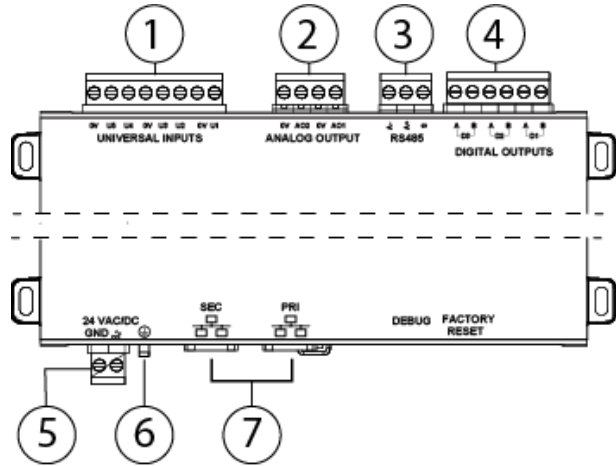 1 2 3 4
0V U5 U4 0V U3 U2 0V U1
UNIVERSAL INPUTS
0V AO2 0V AO1
ANALOG OUTPUT
RS485
A B A B A B
DIGITAL OUTPUTS
SEC
PRI
24 VAC/DC
GND
DEBUG
FACTORY
RESET
5 6 7